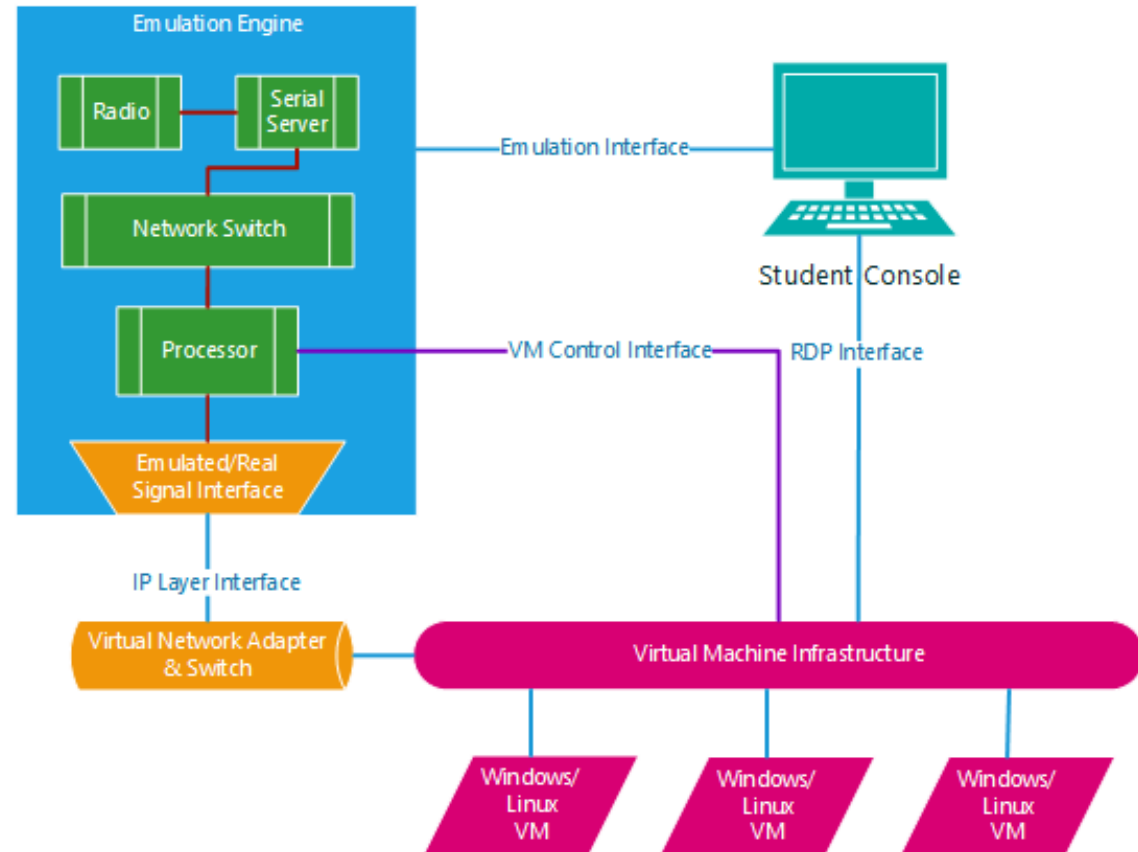 Emulation Engine
Radio
Serial
Server
Emulation Interface
Network Switch
Student Console
Processor
VM Control Interface
RDP Interface
Emulated/Real
Signal Interface
IP Layer Interface
Virtual Network Adapter
& Switch
Virtual Machine Infrastructure
Windows/
Linux
VM
Windows/
Linux
VM
Windows/
Linux
VM